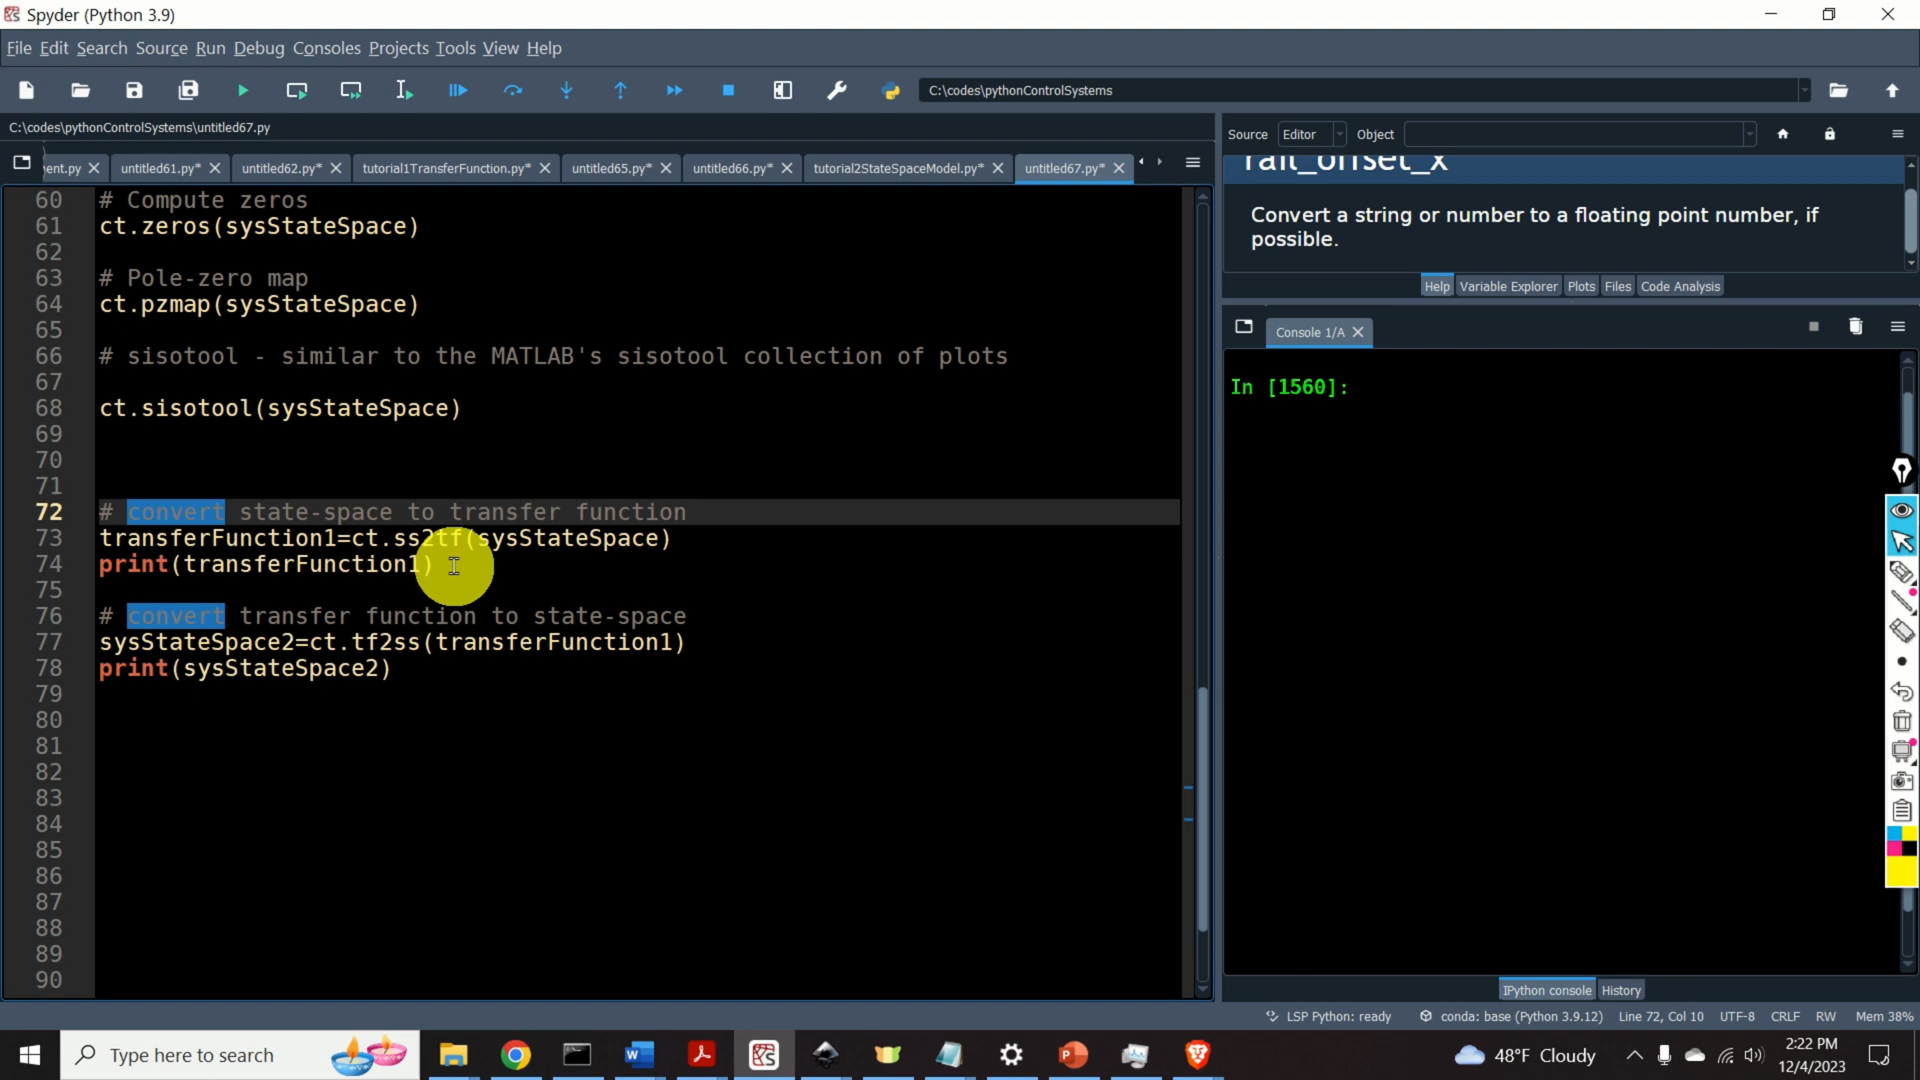 Spyder (Python 3.9)
File Edit Search Source Run Debug Consoles Projects Tools View Help
C:\codes\pythonControlSystems
C:\codes\pythonControlSystems\untitled67.py
ent.py
untitled61.py*
untitled62.py*
tutorial1TransferFunction.py*
untitled65.py*
untitled66.py*
tutorial2StateSpaceModel.py*
untitled67.py*
60 # Compute zeros
61 ct.zeros(sysStateSpace)
62
63 # Pole-zero map
64 ct.pzmap(sysStateSpace)
65
66 # sisotool - similar to the MATLAB's sisotool collection of plots
67
68 ct.sisotool(sysStateSpace)
69
70
71
72 # convert state-space to transfer function
73 transferFunction1=ct.ss2tf(sysStateSpace)
74 print(transferFunction1)
75
76 # convert transfer function to state-space
77 sysStateSpace2=ct.tf2ss(transferFunction1)
78 print(sysStateSpace2)
79
80
81
82
83
84
85
86
87
88
89
90
Source Editor Object
rait_offset_x
Convert a string or number to a floating point number, if
possible.
Help Variable Explorer Plots Files Code Analysis
Console 1/A
In [1560]:
IPython console History
LSP Python: ready conda: base (Python 3.9.12) Line 72, Col 10 UTF-8 CRLF RW Mem 38%
Type here to search
48°F Cloudy
2:22 PM
12/4/2023